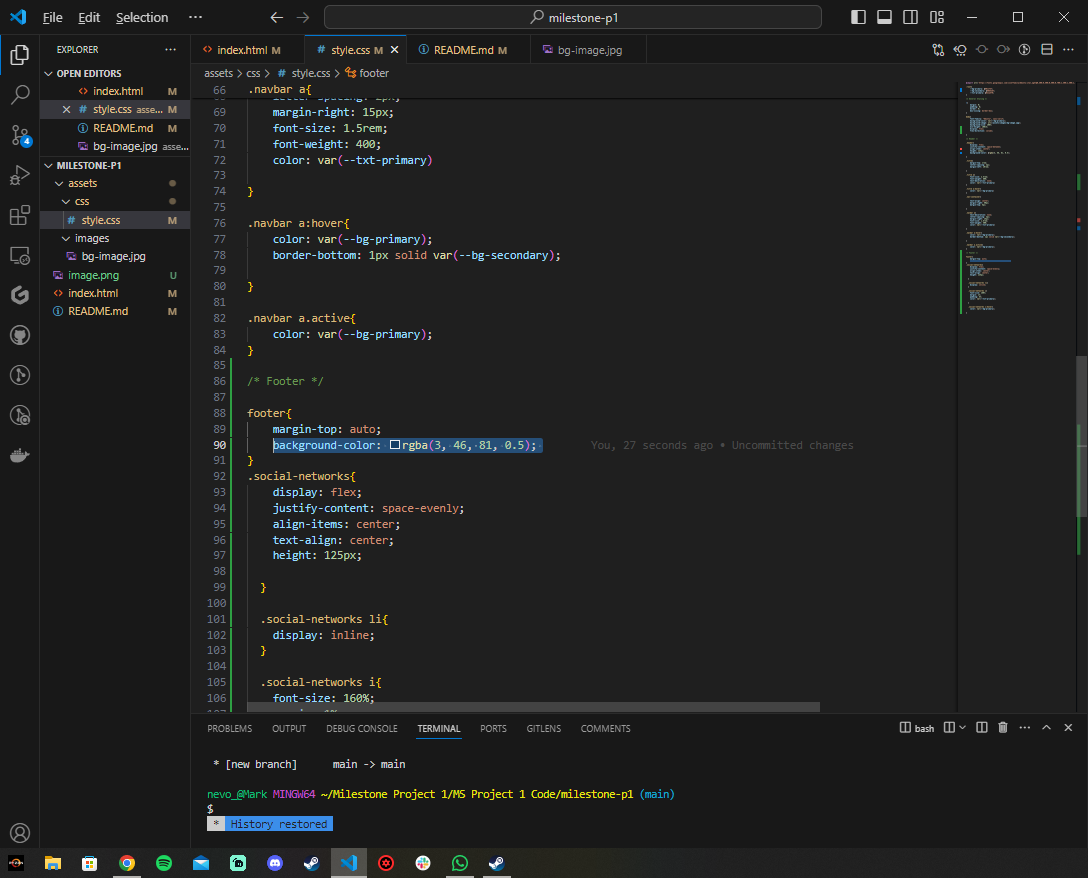 File Edit Selection ··· milestone-p1
EXPLORER ···
OPEN EDITORS
index.html M
style.css asse... M
README.md M
bg-image.jpg asse...
MILESTONE-P1
assets
css
# style.css M
images
bg-image.jpg
image.png U
index.html M
README.md M
4
index.html M # style.css M README.md M bg-image.jpg
assets > css > # style.css > footer
66 .navbar a{
69 margin-right: 15px;
70 font-size: 1.5rem;
71 font-weight: 400;
72 color: var(--txt-primary)
73
74 }
75
76 .navbar a:hover{
77 color: var(--bg-primary);
78 border-bottom: 1px solid var(--bg-secondary);
79
80 }
81
82 .navbar a.active{
83 color: var(--bg-primary);
84 }
85
86 /* Footer */
87
88 footer{
89 margin-top: auto;
90 background-color: rgba(3, 46, 81, 0.5); You, 27 seconds ago • Uncommitted changes
91 }
92 .social-networks{
93 display: flex;
94 justify-content: space-evenly;
95 align-items: center;
96 text-align: center;
97 height: 125px;
98
99 }
100
101 .social-networks li{
102 display: inline;
103 }
104
105 .social-networks i{
106 font-size: 160%;
PROBLEMS OUTPUT DEBUG CONSOLE TERMINAL PORTS GITLENS COMMENTS bash
* [new branch] main -> main
nevo_@Mark MINGW64 ~/Milestone Project 1/MS Project 1 Code/milestone-p1 (main)
$
* History restored